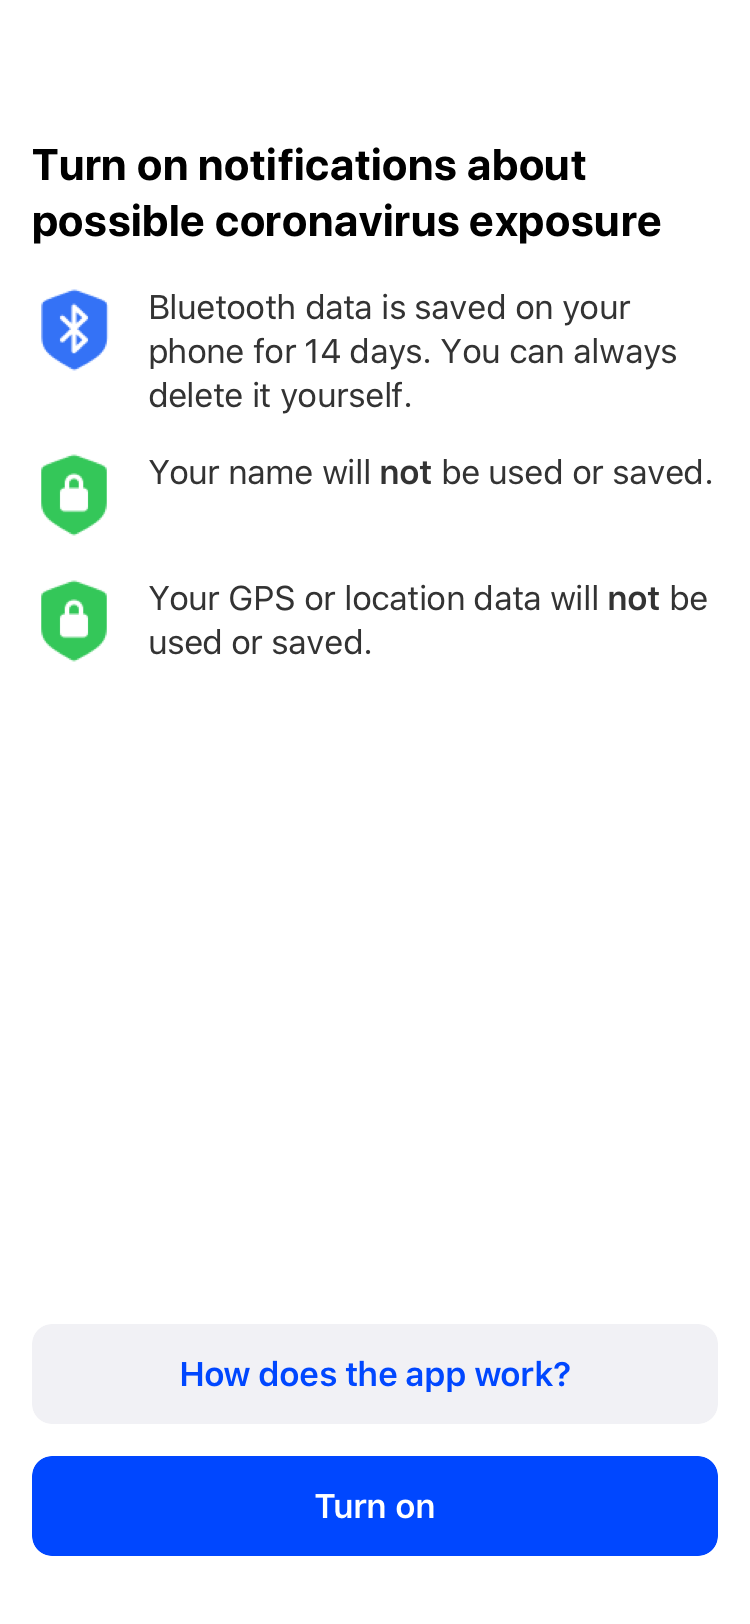 Turn on notifications about
possible coronavirus exposure
Bluetooth data is saved on your
phone for 14 days. You can always
delete it yourself.
Your name will not be used or saved.
Your GPS or location data will not be
used or saved.
How does the app work?
Turn on